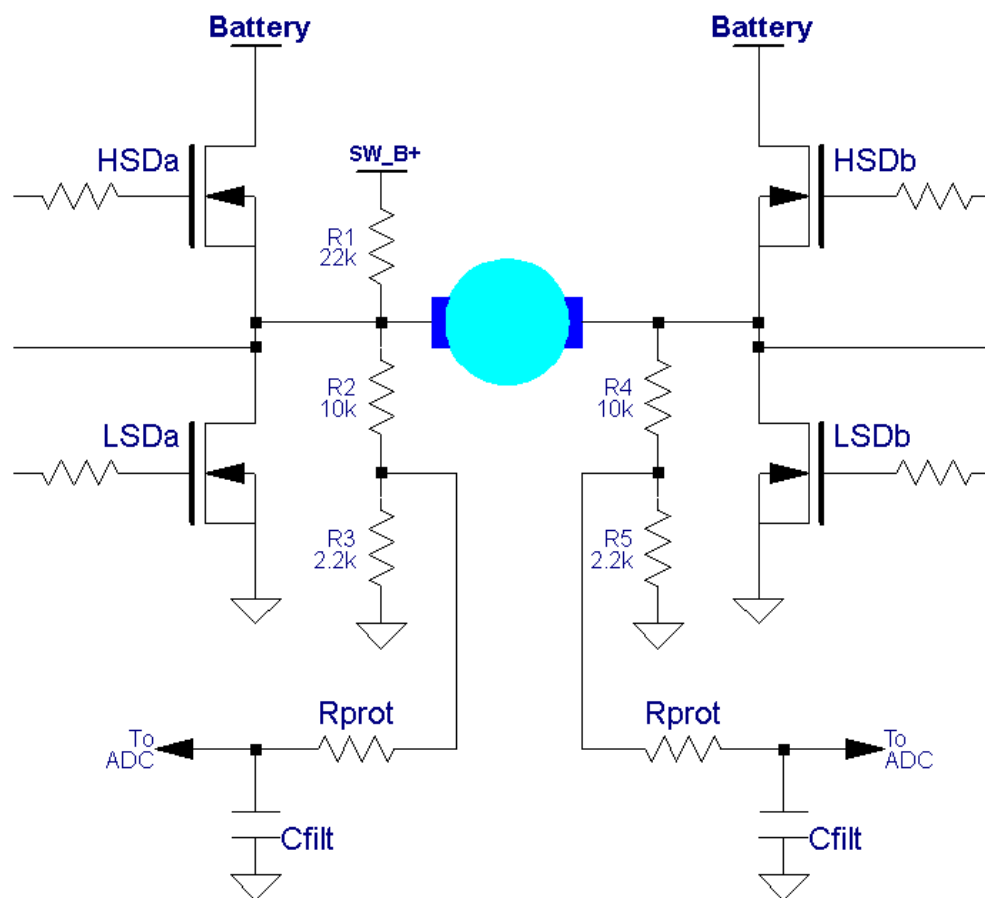 Battery
Battery
HSDa
SW_B+
HSDb
R1
22k
R2
10k
R4
10k
LSDa
LSDb
R3
2.2k
R5
2.2k
Rprot
Rprot
To
ADC
To
ADC
Cfilt
Cfilt